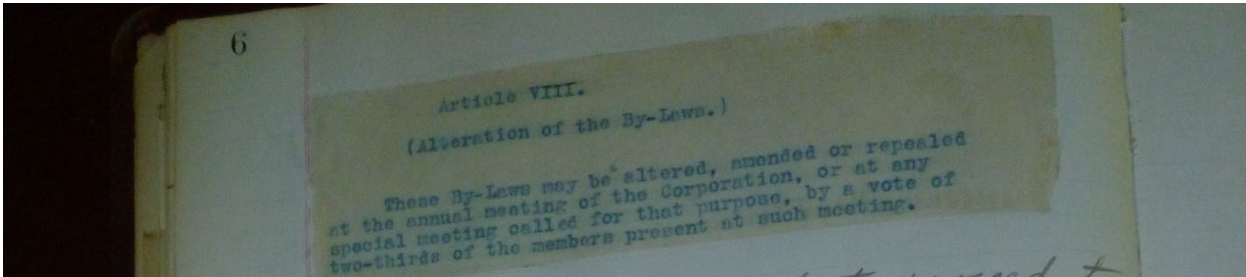 6
Article VIII.
(Alteration of the By-Laws.)
These By-Laws may be altered, amended or repealed
at the annual meeting of the Corporation, or at any
special meeting called for that purpose, by a vote of
two-thirds of the members present at such meeting.